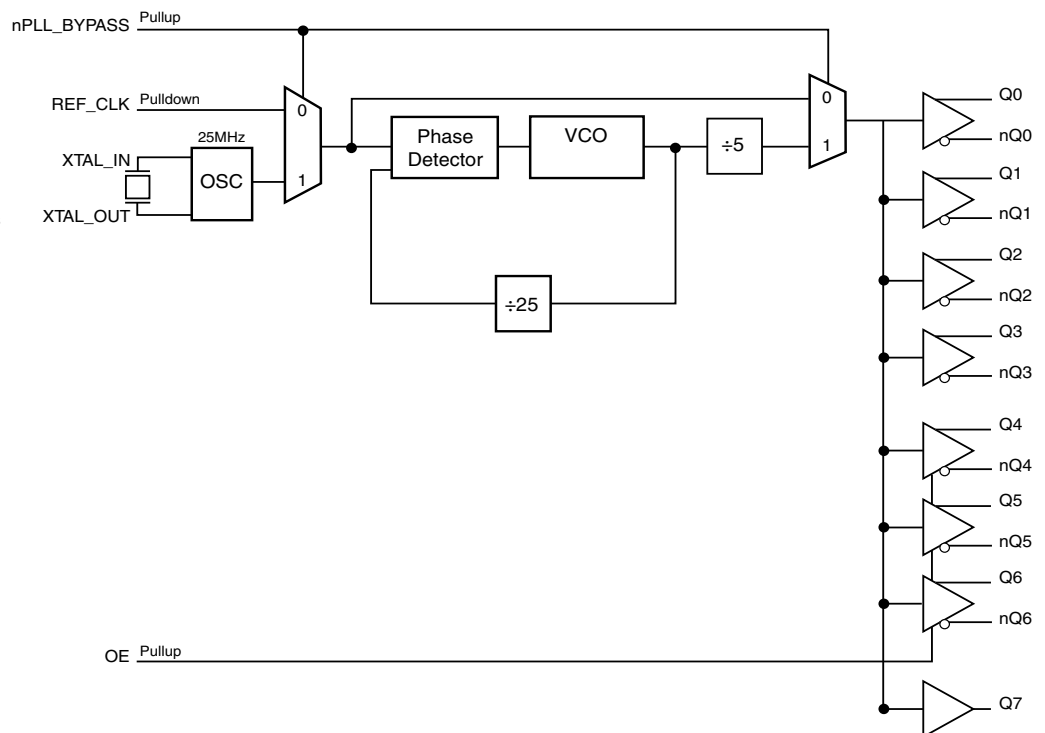 nPLL_BYPASS Pullup
REF_CLK Pulldown
0
25MHz
XTAL_IN
OSC
1
XTAL_OUT
Phase
Detector
VCO
÷5
0
1
÷25
Q0
nQ0
Q1
nQ1
Q2
nQ2
Q3
nQ3
Q4
nQ4
Q5
nQ5
Q6
nQ6
OE Pullup
Q7